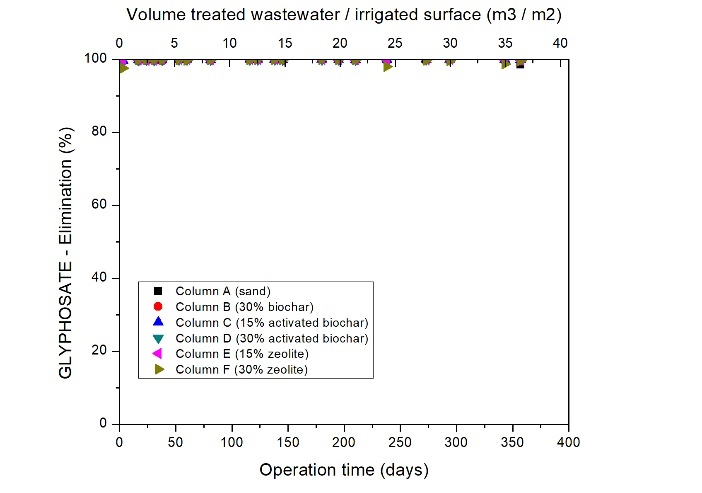 Volume treated wastewater / irrigated surface (m3 / m2)
0 5 10 15 20 25 30 35 40
100
80
60
40
20
0
GLYPHOSATE - Elimination (%)
Column A (sand)
Column B (30% biochar)
Column C (15% activated biochar)
Column D (30% activated biochar)
Column E (15% zeolite)
Column F (30% zeolite)
0 50 100 150 200 250 300 350 400
Operation time (days)